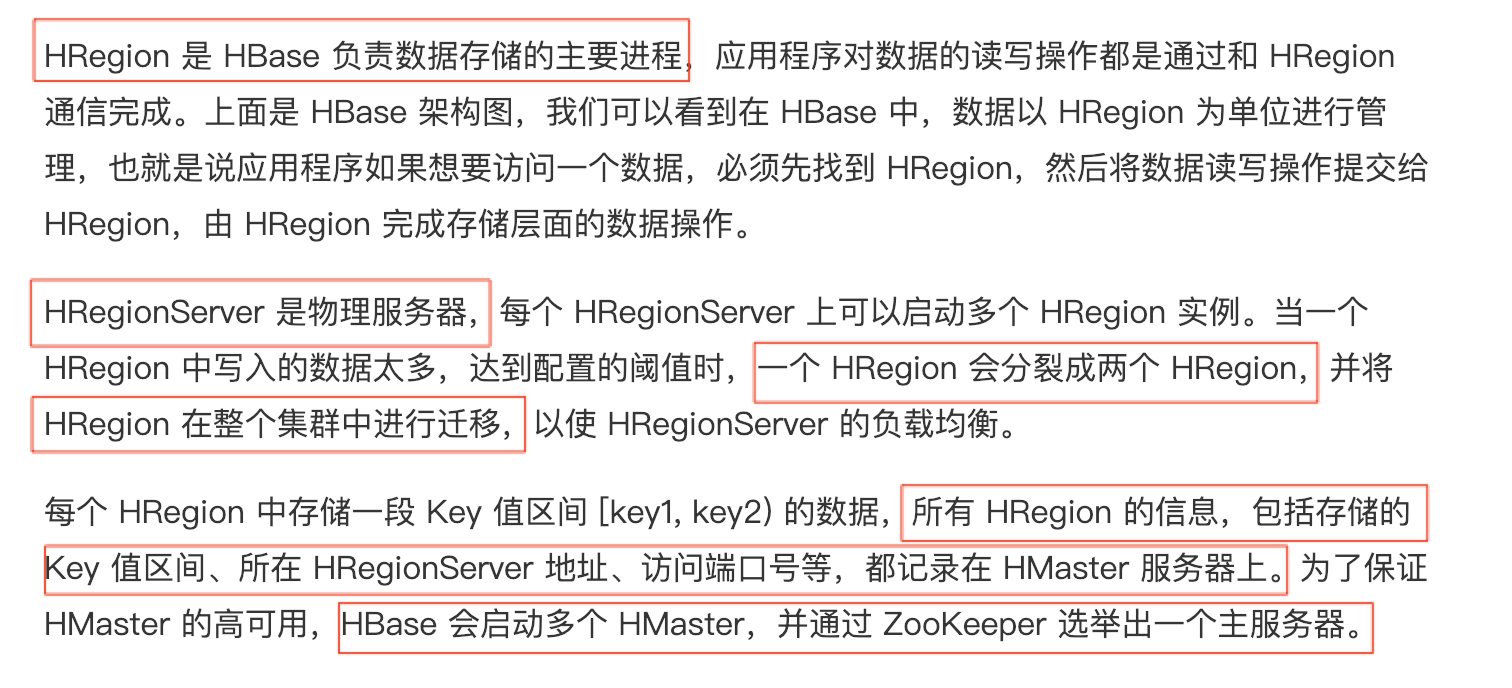 HRegion 是 HBase 负责数据存储的主要进程，应用程序对数据的读写操作都是通过和 HRegion
通信完成。上面是 HBase 架构图，我们可以看到在 HBase 中，数据以 HRegion 为单位进行管
理，也就是说应用程序如果想要访问一个数据，必须先找到 HRegion，然后将数据读写操作提交给
HRegion，由 HRegion 完成存储层面的数据操作。
HRegionServer 是物理服务器，每个 HRegionServer 上可以启动多个 HRegion 实例。当一个
HRegion 中写入的数据太多，达到配置的阈值时，一个 HRegion 会分裂成两个 HRegion，并将
HRegion 在整个集群中进行迁移，以使 HRegionServer 的负载均衡。
每个 HRegion 中存储一段 Key 值区间 [key1, key2) 的数据，所有 HRegion 的信息，包括存储的
Key 值区间、所在 HRegionServer 地址、访问端口号等，都记录在 HMaster 服务器上。为了保证
HMaster 的高可用，HBase 会启动多个 HMaster，并通过 ZooKeeper 选举出一个主服务器。